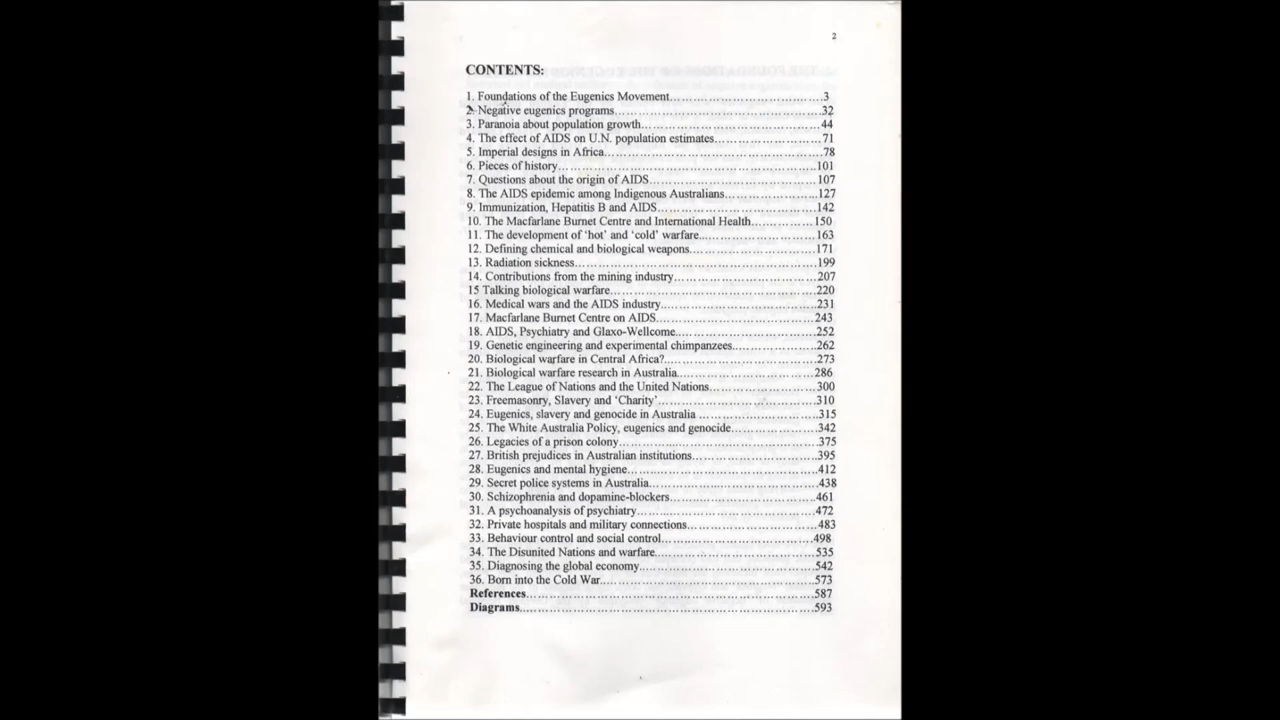 2
CONTENTS:
1. Foundations of the Eugenics Movement.................................................3
2. Negative eugenics programs.................................................32
3. Paranoia about population growth.................................................44
4. The effect of AIDS on U.N. population estimates.................................71
5. Imperial designs in Africa.................................................78
6. Pieces of history.................................................101
7. Questions about the origin of AIDS.................................................107
8. The AIDS epidemic among Indigenous Australians...........................127
9. Immunization, Hepatitis B and AIDS.................................................142
10. The Macfarlane Burnet Centre and International Health....................150
11. The development of ‘hot’ and ‘cold’ warfare.................................163
12. Defining chemical and biological weapons.................................171
13. Radiation sickness.................................................199
14. Contributions from the mining industry.................................207
15 Talking biological warfare.................................................220
16. Medical wars and the AIDS industry.................................231
17. Macfarlane Burnet Centre on AIDS.................................243
18. AIDS, Psychiatry and Glaxo-Wellcome.................................252
19. Genetic engineering and experimental chimpanzees....................262
20. Biological warfare in Central Africa?.................................273
21. Biological warfare research in Australia.................................286
22. The League of Nations and the United Nations...........................300
23. Freemasonry, Slavery and ‘Charity’.................................310
24. Eugenics, slavery and genocide in Australia ...........................315
25. The White Australia Policy, eugenics and genocide....................342
26. Legacies of a prison colony.................................................375
27. British prejudices in Australian institutions...........................395
28. Eugenics and mental hygiene.................................................412
29. Secret police systems in Australia.................................438
30. Schizophrenia and dopamine-blockers.................................461
31. A psychoanalysis of psychiatry.................................472
32. Private hospitals and military connections...........................483
33. Behaviour control and social control.................................498
34. The Disunited Nations and warfare.................................535
35. Diagnosing the global economy.................................542
36. Born into the Cold War.................................................573
References.................................................587
Diagrams.................................................593